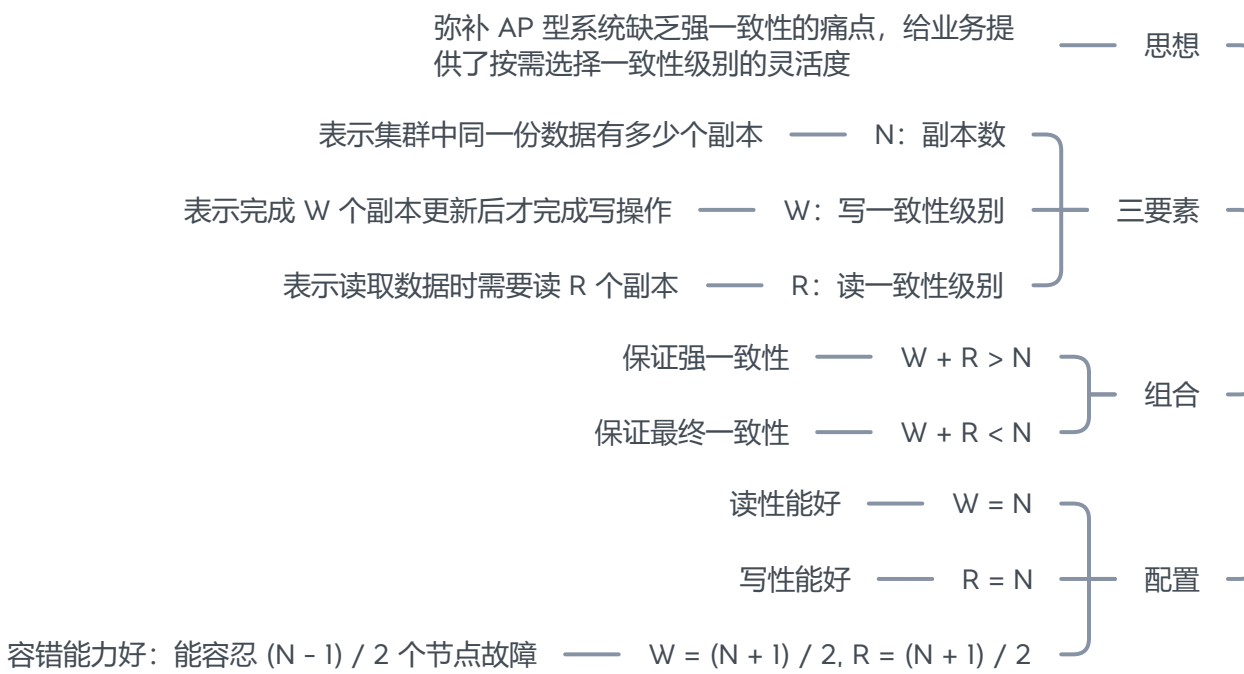 弥补 AP 型系统缺乏强一致性的痛点，给业务提
供了按需选择一致性级别的灵活度
思想
表示集群中同一份数据有多少个副本
N：副本数
表示完成 W 个副本更新后才完成写操作
W：写一致性级别
三要素
表示读取数据时需要读 R 个副本
R：读一致性级别
保证强一致性
W + R > N
组合
保证最终一致性
W + R < N
读性能好
W = N
写性能好
R = N
配置
容错能力好：能容忍 (N - 1) / 2 个节点故障
W = (N + 1) / 2, R = (N + 1) / 2